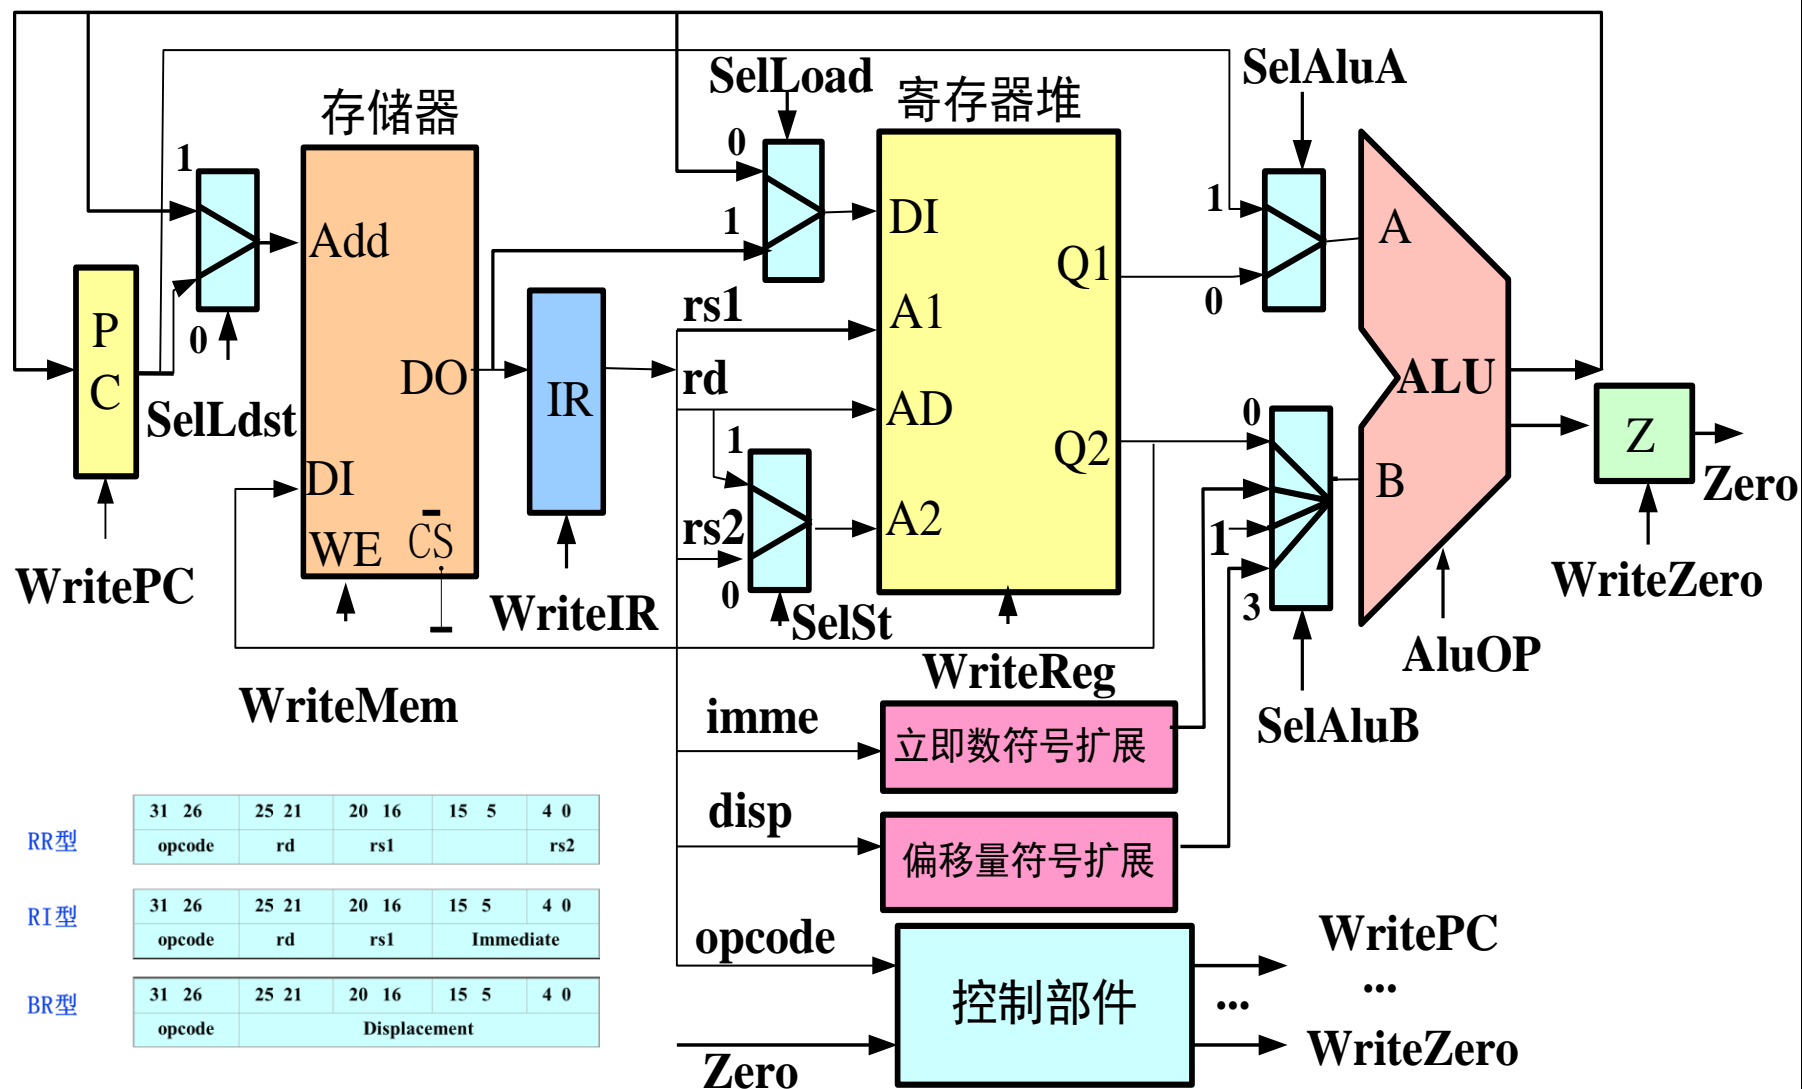 SelLoad
SelAluA
存储器
寄存器堆
1
0
1
0
1
0
Add
DI
A
P
C
Q1
rs1
A1
DO
IR
rd
AD
ALU
SelLdst
0
Z
1
Q2
DI
B
Zero
rs2
A2
1
WE
CS
WritePC
WriteIR
0
SelSt
3
WriteZero
AluOP
WriteMem
WriteReg
SelAluB
imme
立即数符号扩展
disp
偏移量符号扩展
opcode
控制部件
WritePC
...
...
WriteZero
Zero
RR型
31 26 25 21 20 16 15 5 4 0
opcode rd rs1 rs2
RI型
31 26 25 21 20 16 15 5 4 0
opcode rd rs1 Immediate
BR型
31 26 25 21 20 16 15 5 4 0
opcode Displacement